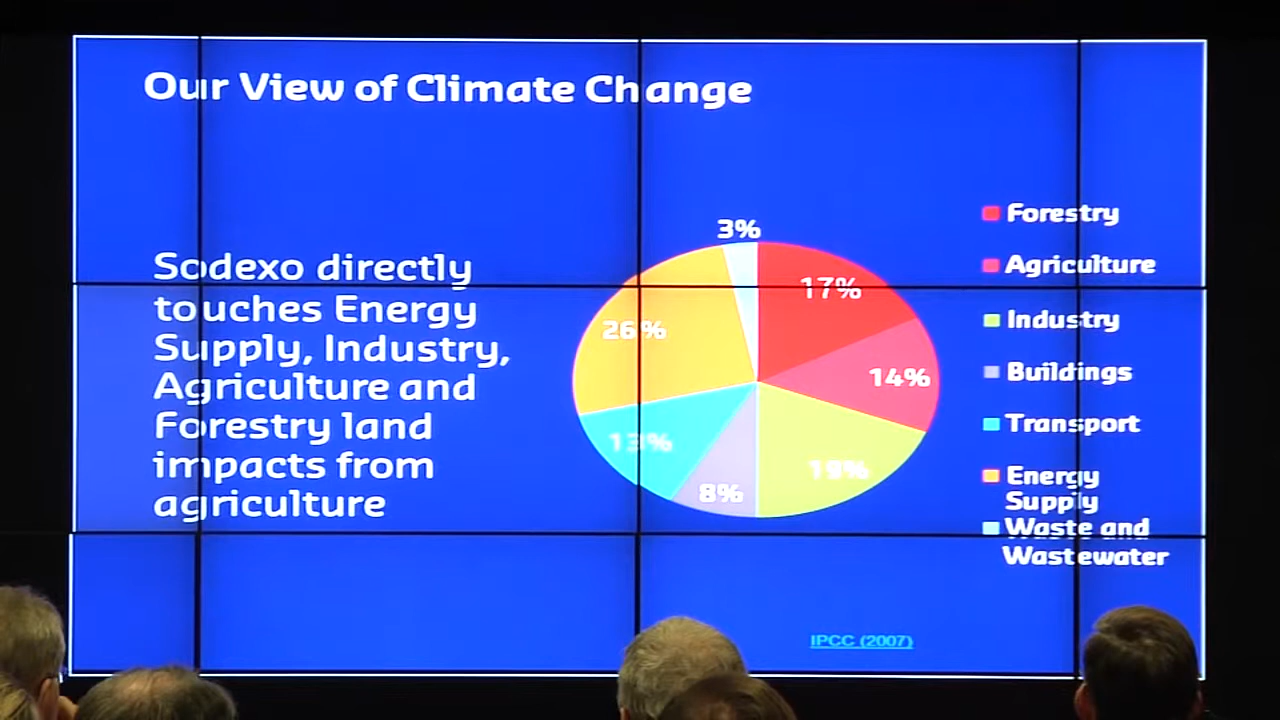 Our View of Climate Change
Sodexo directly
touches Energy
Supply, Industry,
Agriculture and
Forestry land
impacts from
agriculture
3%
17%
26%
14%
13%
19%
8%
Forestry
Agriculture
Industry
Buildings
Transport
Energy
Supply
Waste and
Wastewater
IPCC (2007)